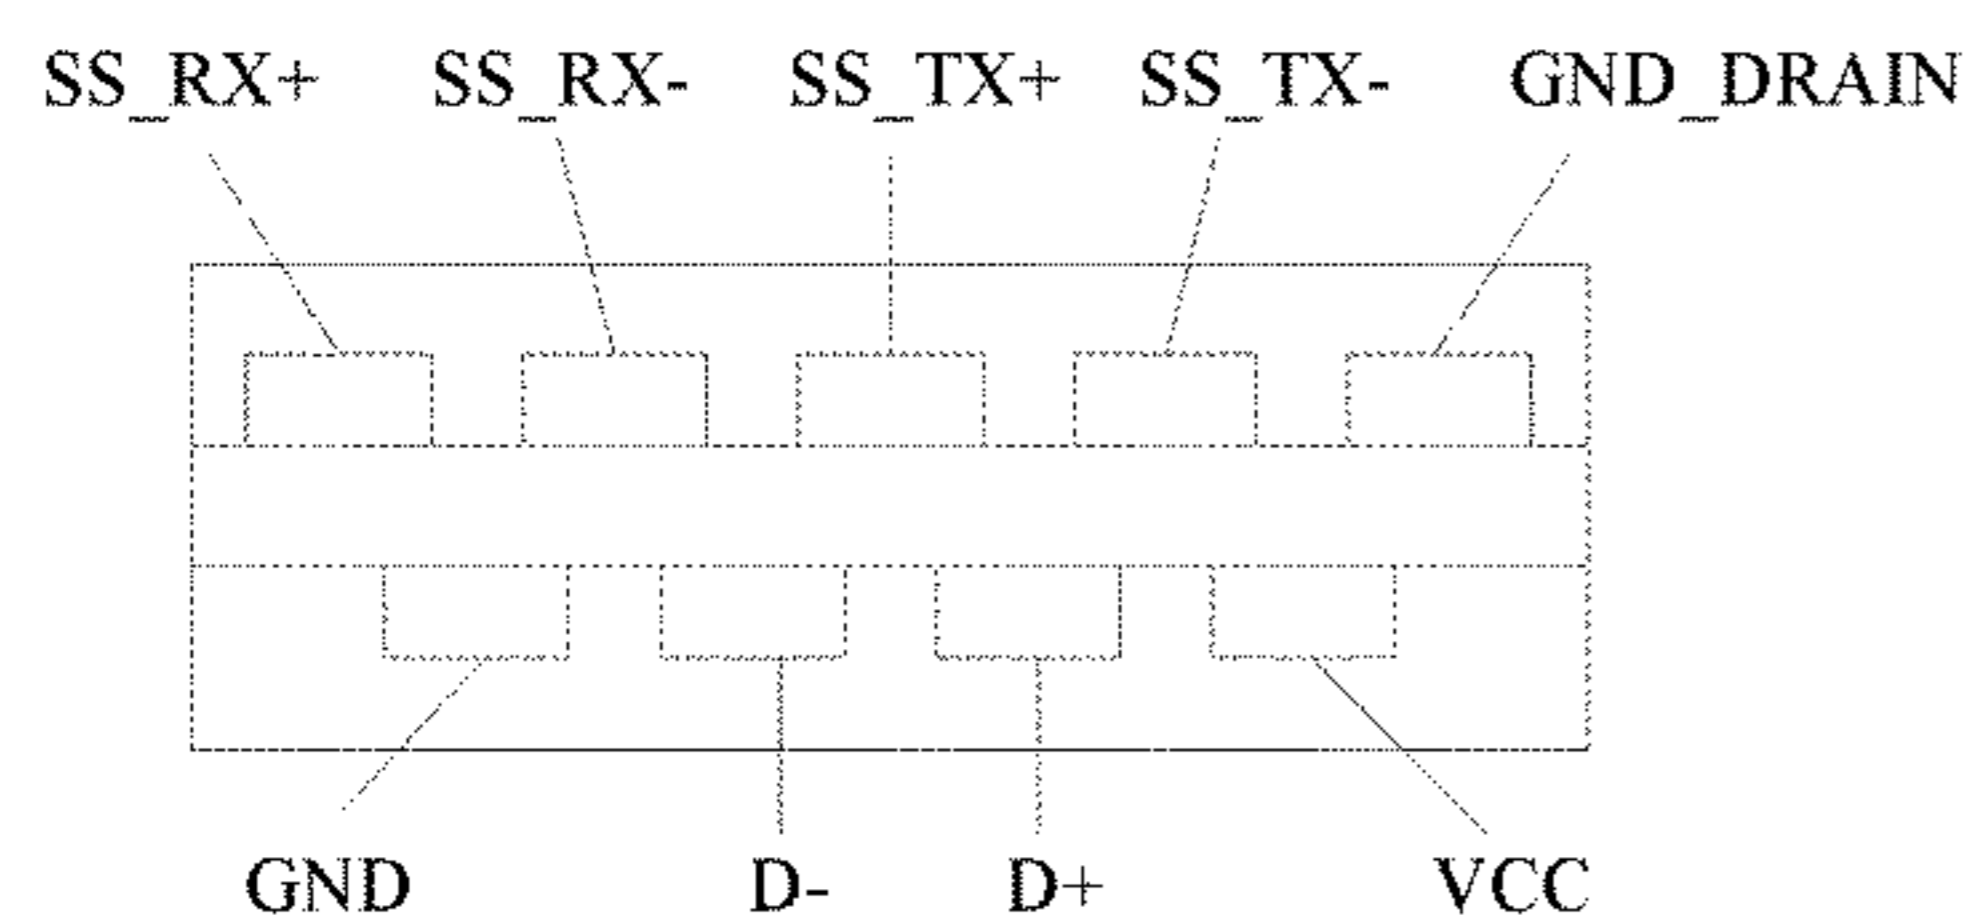 SS_RX+ SS_RX- SS_TX+ SS_TX- GND_DRAIN
GND D- D+ VCC